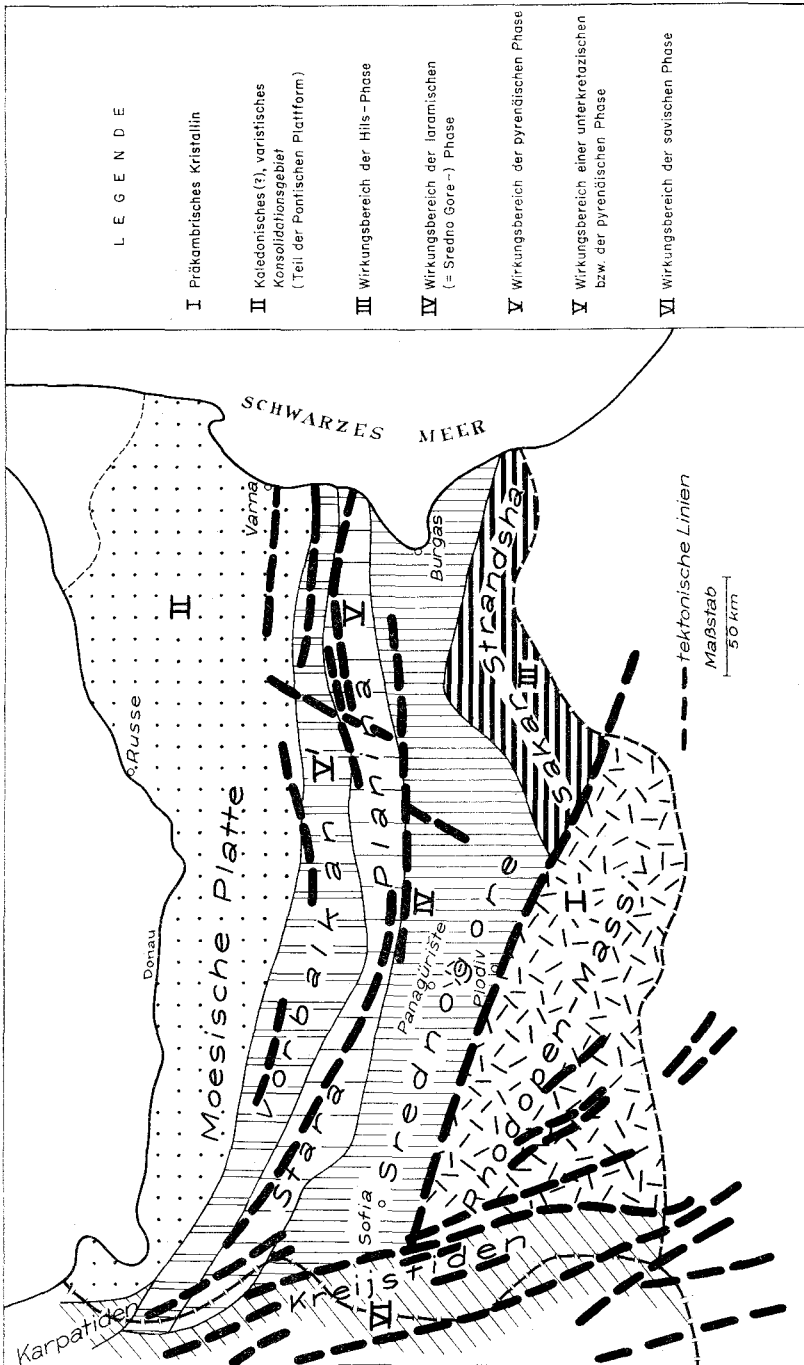 LEGENDE
I Präkambrisches Kristallin
II Kaledonisches (?), varistisches
Konsolidationsgebiet
(Teil der Pontischen Plattform)
III Wirkungsbereich der Hils-Phase
IV Wirkungsbereich der laramischen
(= Sredno Gore-) Phase
V Wirkungsbereich der pyrenäischen Phase
V Wirkungsbereich einer unterkretazischen
bzw. der pyrenäischen Phase
VI Wirkungsbereich der savischen Phase
Donau
Russe
II
Varna
SCHWARZES MEER
Moesische Platte
Vorbalkan
V'
Karpatiden
Stara Planina
V
Burgas
IV
Panagürište
Sofia
Sredno Gore
Plodiv
Sakar Strandsha
III
Kreijstiden
VI
Rhodopen Massiv
I
tektonische Linien
Maßstab
50 km